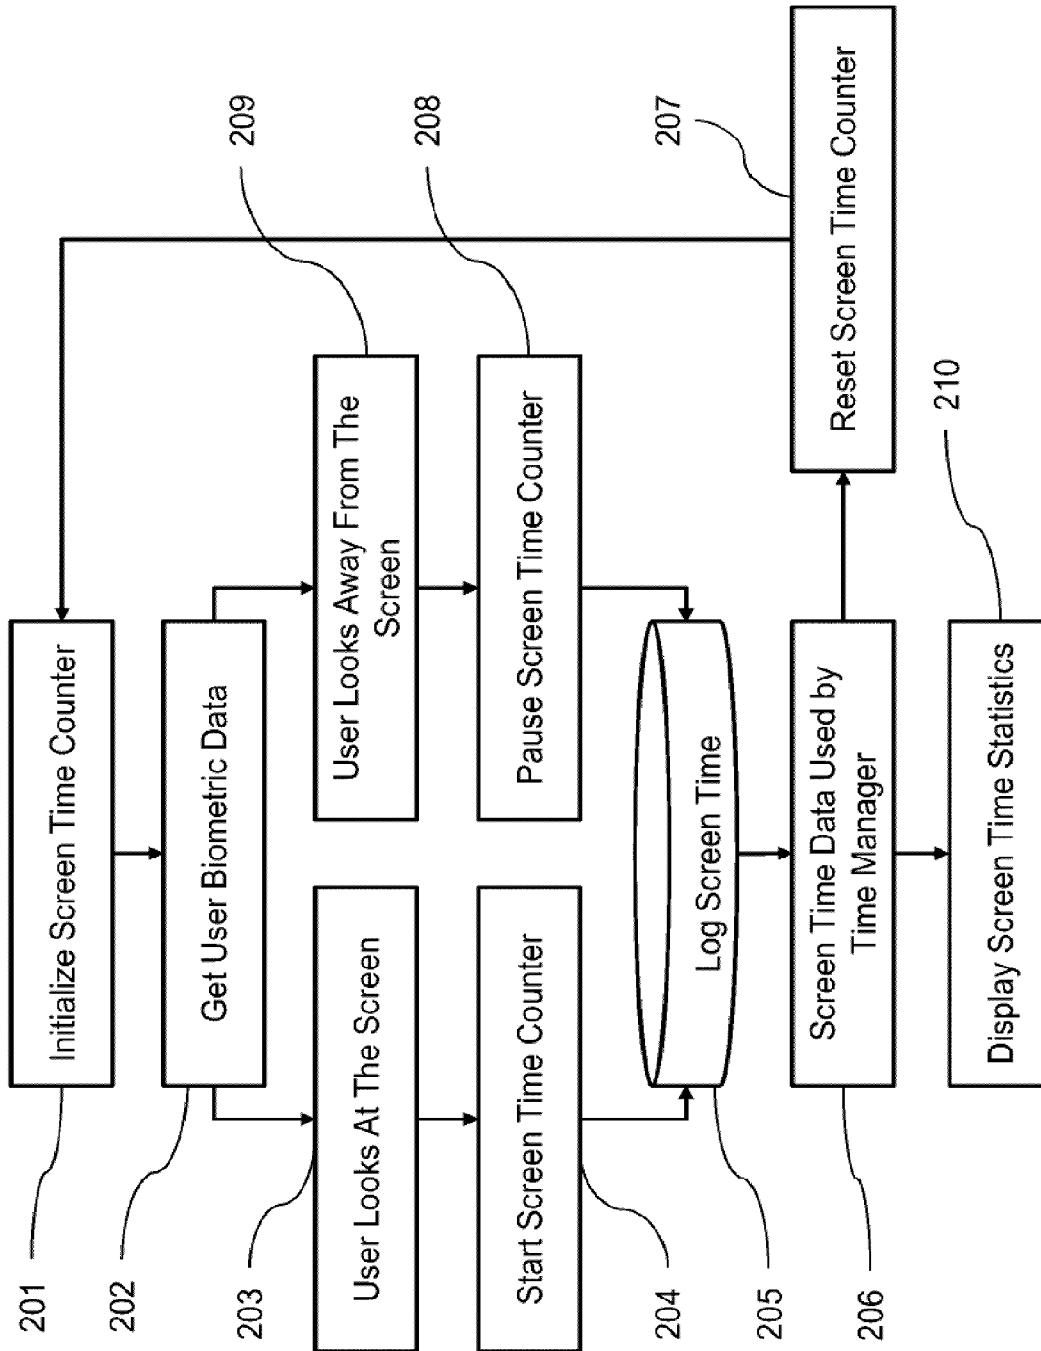 201
Initialize Screen Time Counter
202
Get User Biometric Data
203
User Looks At The Screen
User Looks Away From The
Screen
209
204
Start Screen Time Counter
Pause Screen Time Counter
208
205
Log Screen Time
206
Screen Time Data Used by
Time Manager
Reset Screen Time Counter
207
Display Screen Time Statistics
210